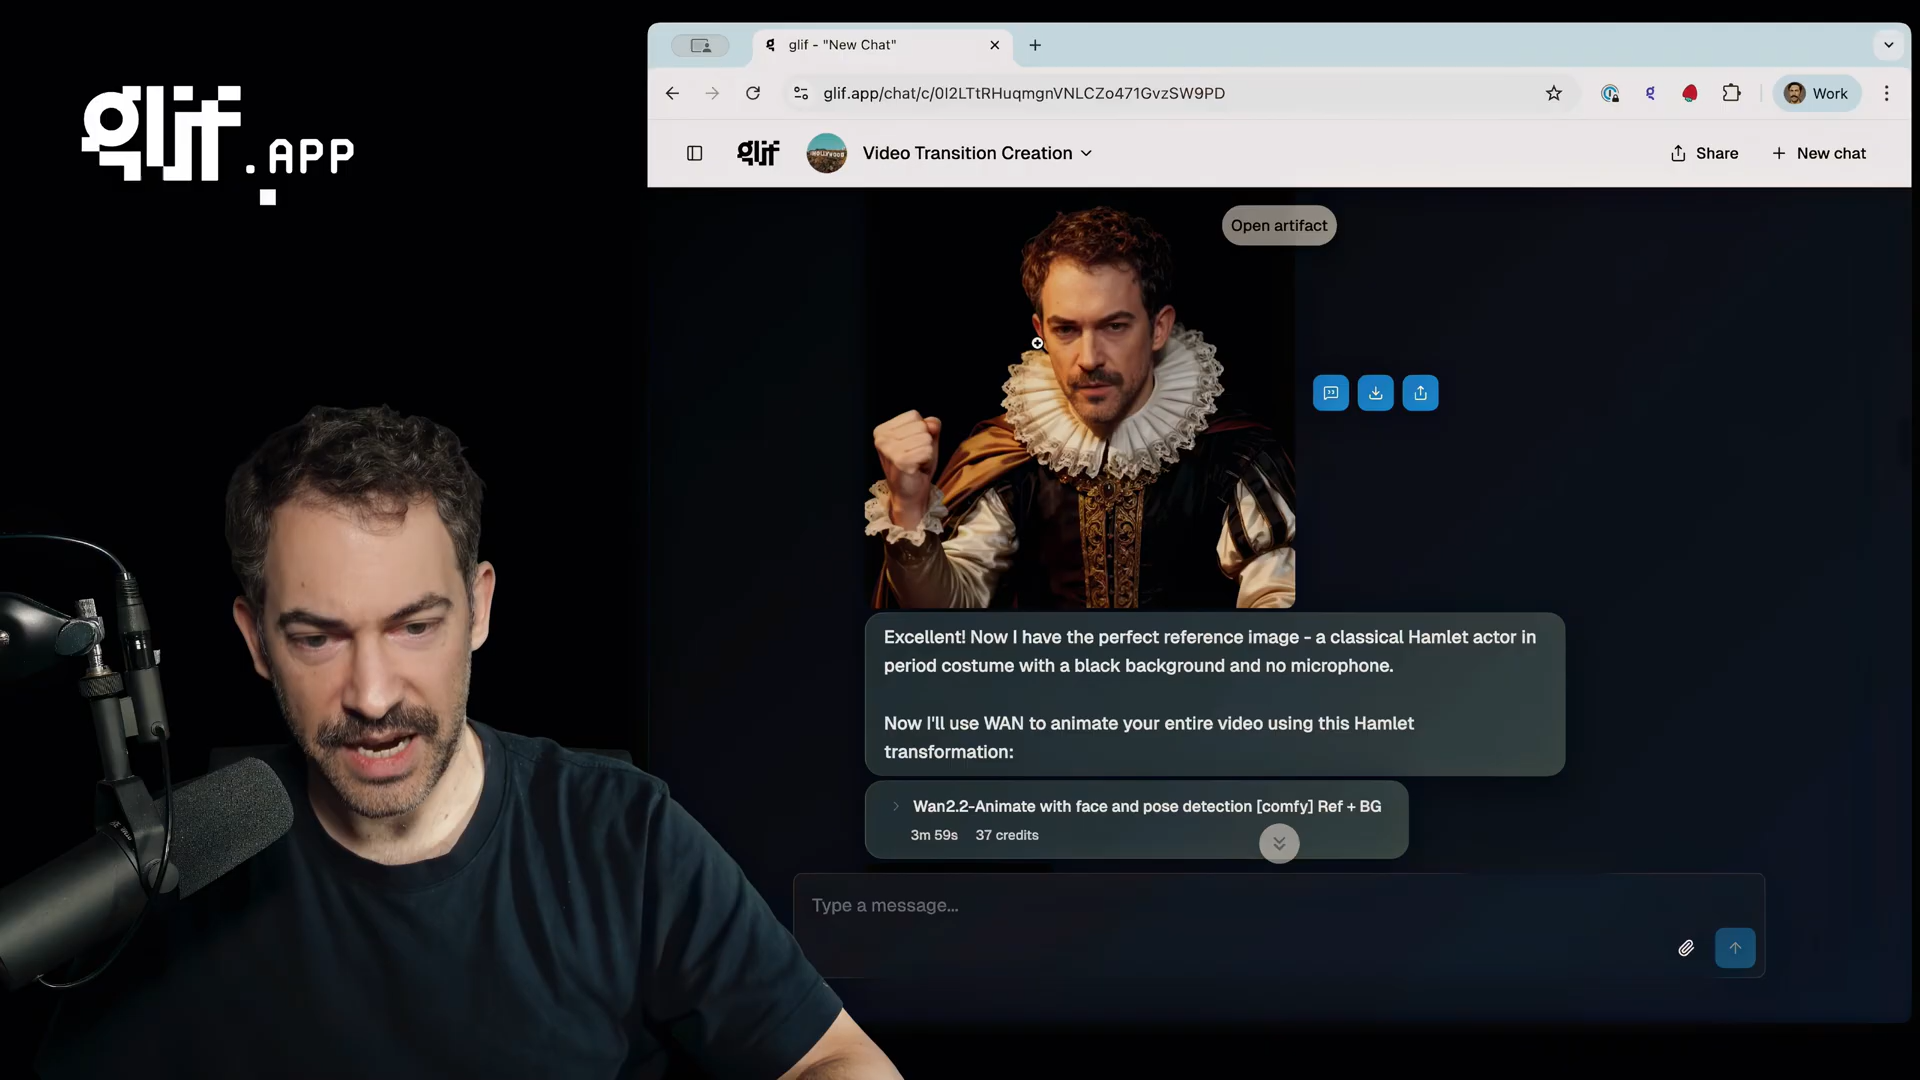 glif.APP
glif - "New Chat"
glif.app/chat/c/0I2LTtRHuqmgnVNLCZo471GvzSW9PD
Work
glif
Video Transition Creation
Share
New chat
Open artifact
Excellent! Now I have the perfect reference image - a classical Hamlet actor in
period costume with a black background and no microphone.
Now I'll use WAN to animate your entire video using this Hamlet
transformation:
Wan2.2-Animate with face and pose detection [comfy] Ref + BG
3m 59s 37 credits
Type a message...